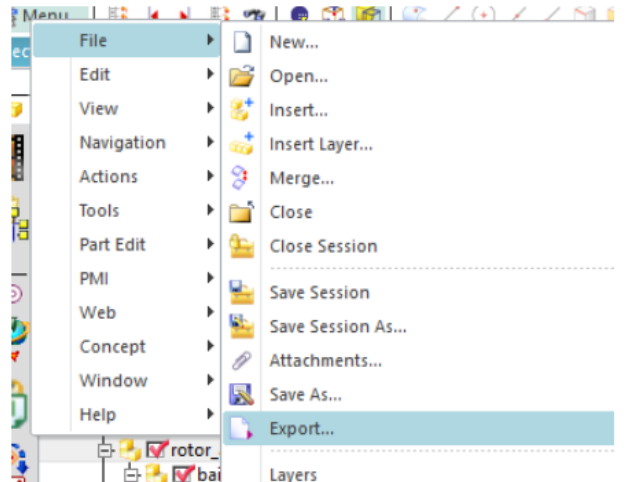 Menu
File
Edit
View
Navigation
Actions
Tools
Part Edit
PMI
Web
Concept
Window
Help
New...
Open...
Insert...
Insert Layer...
Merge...
Close
Close Session
Save Session
Save Session As...
Attachments...
Save As...
Export...
Layers
rotor_
bai